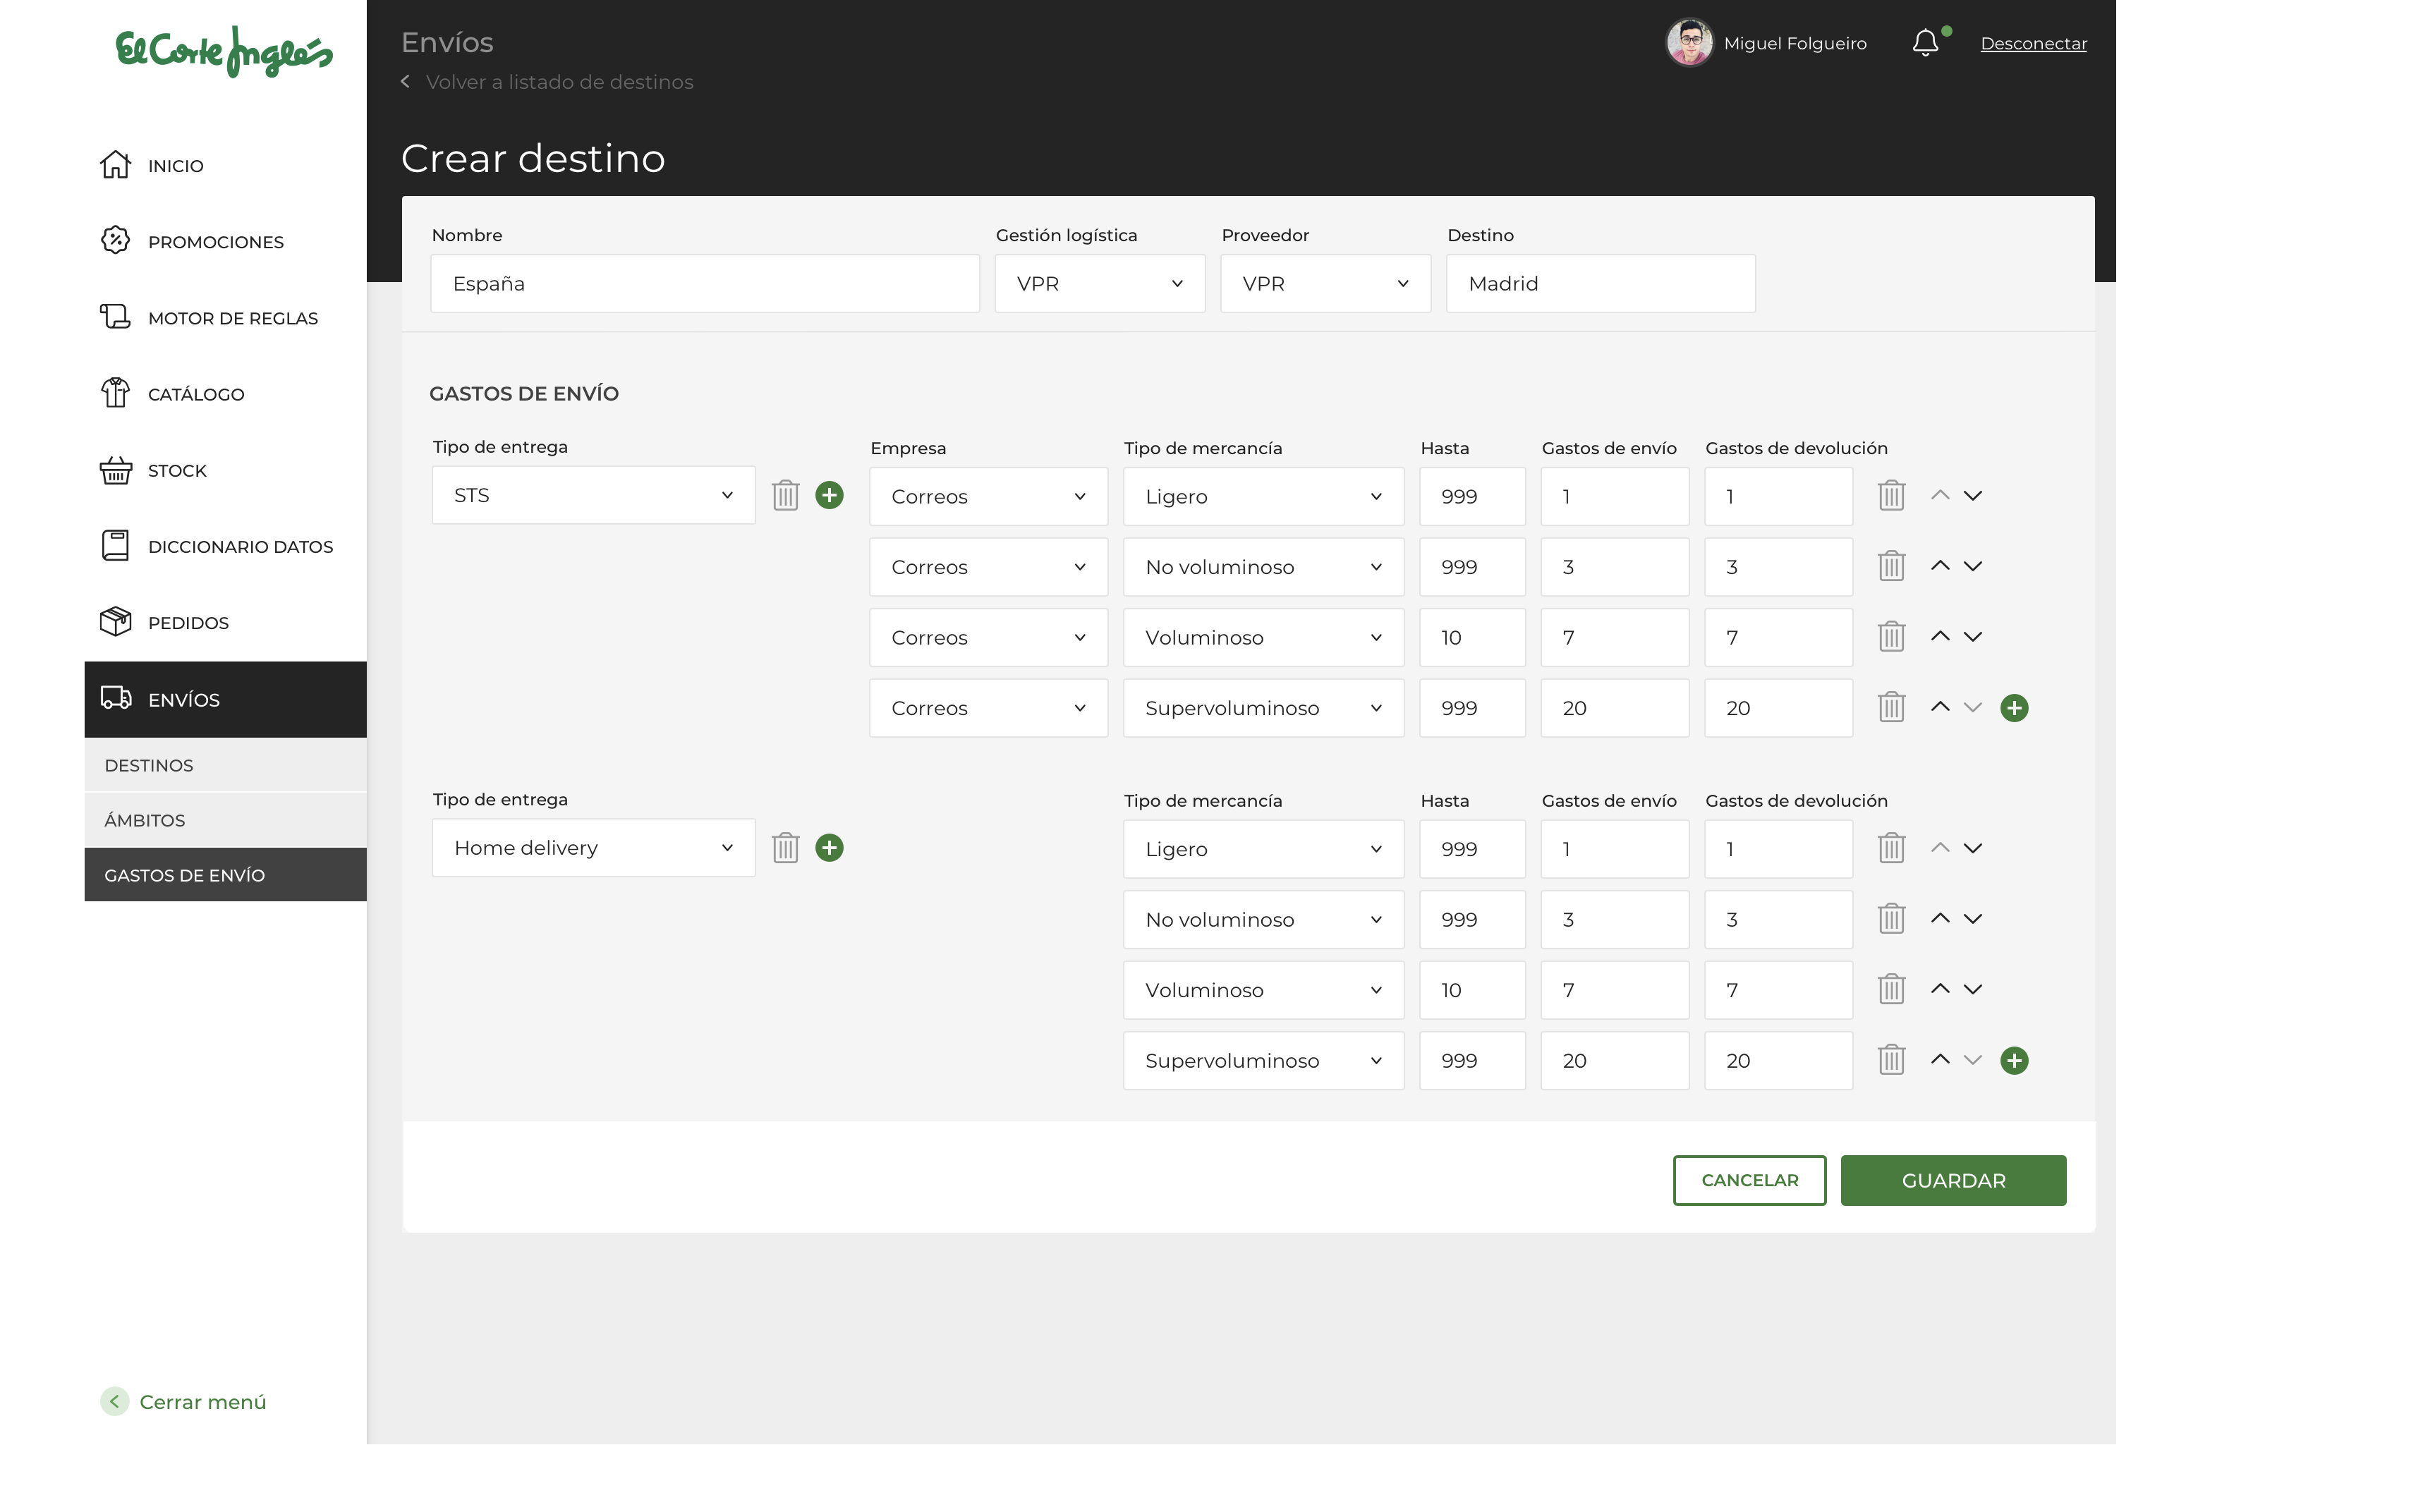 El Corte Inglés
INICIO
PROMOCIONES
MOTOR DE REGLAS
CATÁLOGO
STOCK
DICCIONARIO DATOS
PEDIDOS
ENVÍOS
DESTINOS
ÁMBITOS
GASTOS DE ENVÍO
Cerrar menú
Envíos
Miguel Folgueiro Desconectar
Volver a listado de destinos
Crear destino
Nombre Gestión logística Proveedor Destino
España VPR VPR Madrid
GASTOS DE ENVÍO
Tipo de entrega Empresa Tipo de mercancía Hasta Gastos de envío Gastos de devolución
STS Correos Ligero 999 1 1
Correos No voluminoso 999 3 3
Correos Voluminoso 10 7 7
Correos Supervoluminoso 999 20 20
Tipo de entrega Tipo de mercancía Hasta Gastos de envío Gastos de devolución
Home delivery Ligero 999 1 1
No voluminoso 999 3 3
Voluminoso 10 7 7
Supervoluminoso 999 20 20
CANCELAR GUARDAR